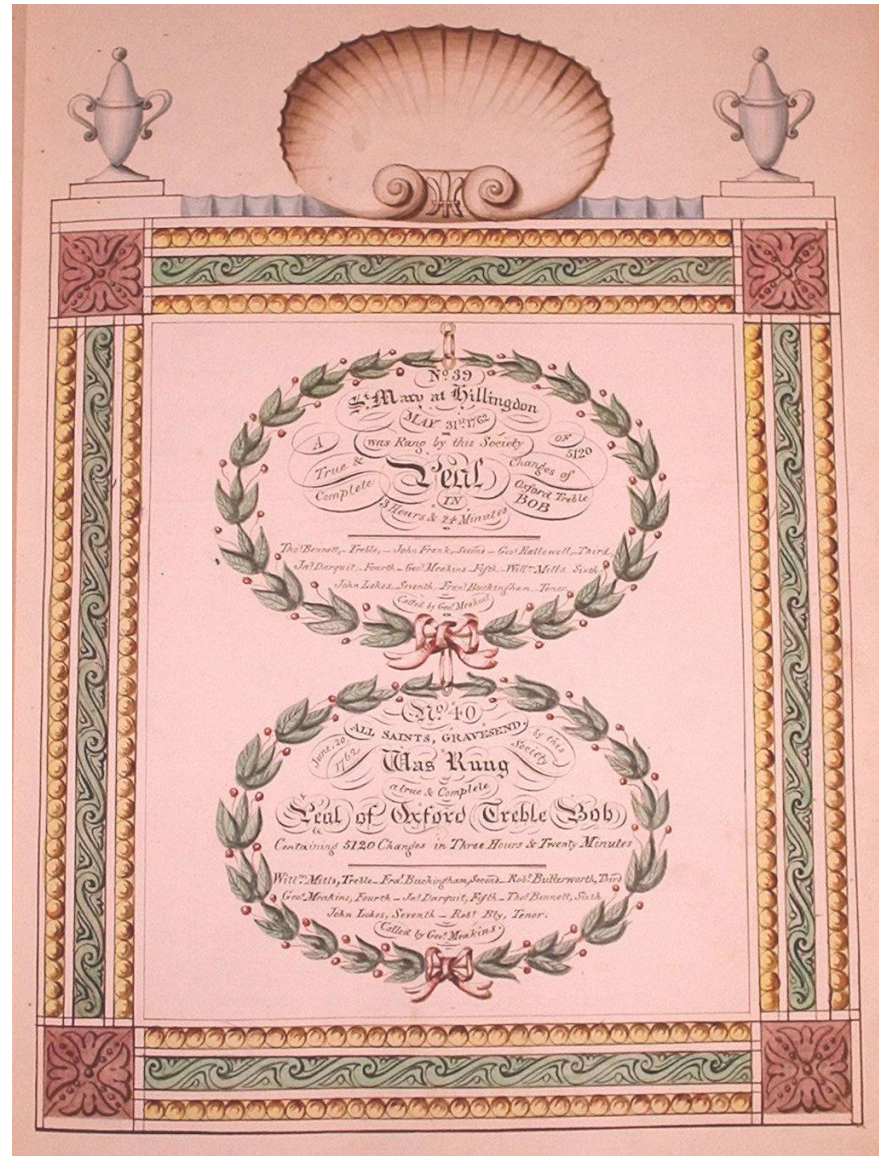 No. 39
St. Mary at Hillingdon
MAY 31st 1762
was Rung by this Society
A
True &
Complete
Peal
OF
5120
Changes of
Oxford Treble
BOB
IN
3 Hours & 24 Minutes
Thos. Bennett, - Treble, - John Frank, Second - Geo. Hallowell, Third,
Jas. Darquit, - Fourth - Geo. Meakins - Fifth - Willm. Mills, Sixth
John Lokes, Seventh, Frans. Buckingham, - Tenor
Called by Geo. Meakins
No. 40
ALL SAINTS, GRAVESEND,
June, 20,
1762
by this
Society
Was Rung
a true & Complete
Peal of Oxford Treble Bob
Containing 5120 Changes in Three Hours & Twenty Minutes
Willm. Mills, Treble - Fras. Buckingham, Second - Robt. Butterworth, Third
Geo. Meakins, Fourth - Jas. Darquit, Fifth - Thos. Bennett, Sixth
John Lokes, Seventh - Robt. Bly, Tenor.
Called by Geo. Meakins.